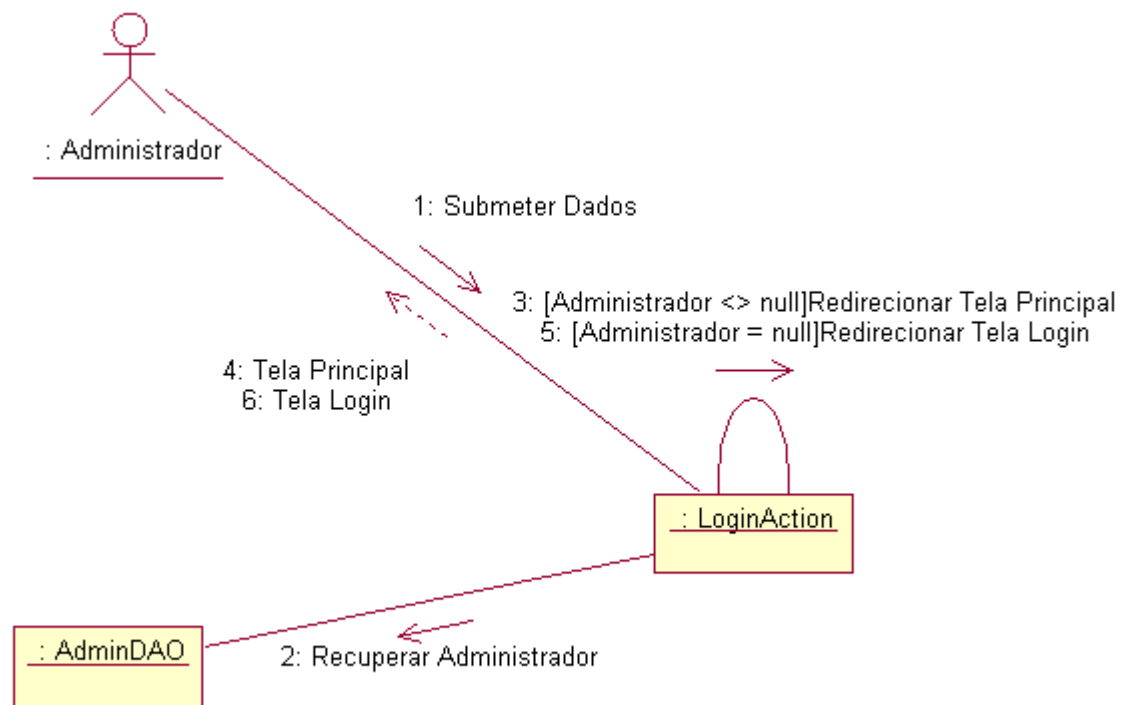 : Administrador
1: Submeter Dados
3: [Administrador <> null]Redirecionar Tela Principal
5: [Administrador = null]Redirecionar Tela Login
4: Tela Principal
6: Tela Login
: LoginAction
: AdminDAO
2: Recuperar Administrador